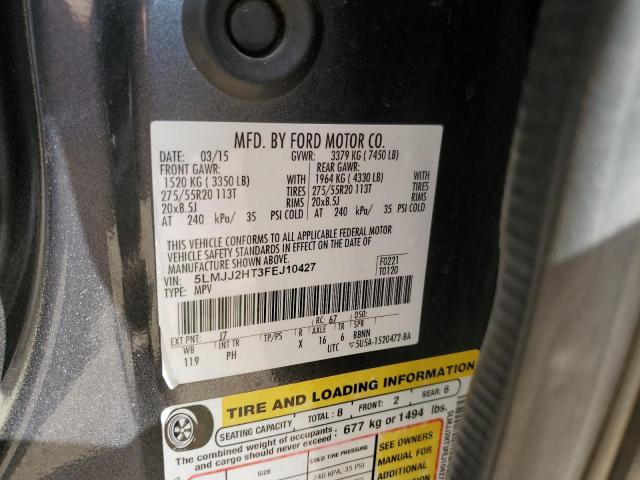 MFD. BY FORD MOTOR CO.
DATE: 03/15 GVWR: 3379 KG ( 7450 LB)
FRONT GAWR: REAR GAWR:
1520 KG ( 3350 LB) WITH 1964 KG ( 4330 LB) WITH
275/55R20 113T TIRES 275/55R20 113T TIRES
20x8.5J RIMS 20x8.5J RIMS
AT 240 kPa/ 35 PSI COLD AT 240 kPa/ 35 PSI COLD
THIS VEHICLE CONFORMS TO ALL APPLICABLE FEDERAL MOTOR
VEHICLE SAFETY STANDARDS IN EFFECT ON THE DATE OF
MANUFACTURE SHOWN ABOVE.
VIN: 5LMJJ2HT3FEJ10427 F0221
TYPE: MPV T0120
EXT PNT: J7 RC: 67 DSO:
WB INT TR TP/PS R AXLE TR SPR
119 PH X 16 6 BBNN
UTC 5U5A-1520472-BA
TIRE AND LOADING INFORMATION
SEATING CAPACITY TOTAL: 8 FRONT: 2 REAR: 6
The combined weight of occupants
and cargo should never exceed: 677 kg or 1494 lbs.
SIZE COLD TIRE PRESSURE SEE OWNERS
MANUAL FOR
240 KPA, 35 PSI ADDITIONAL